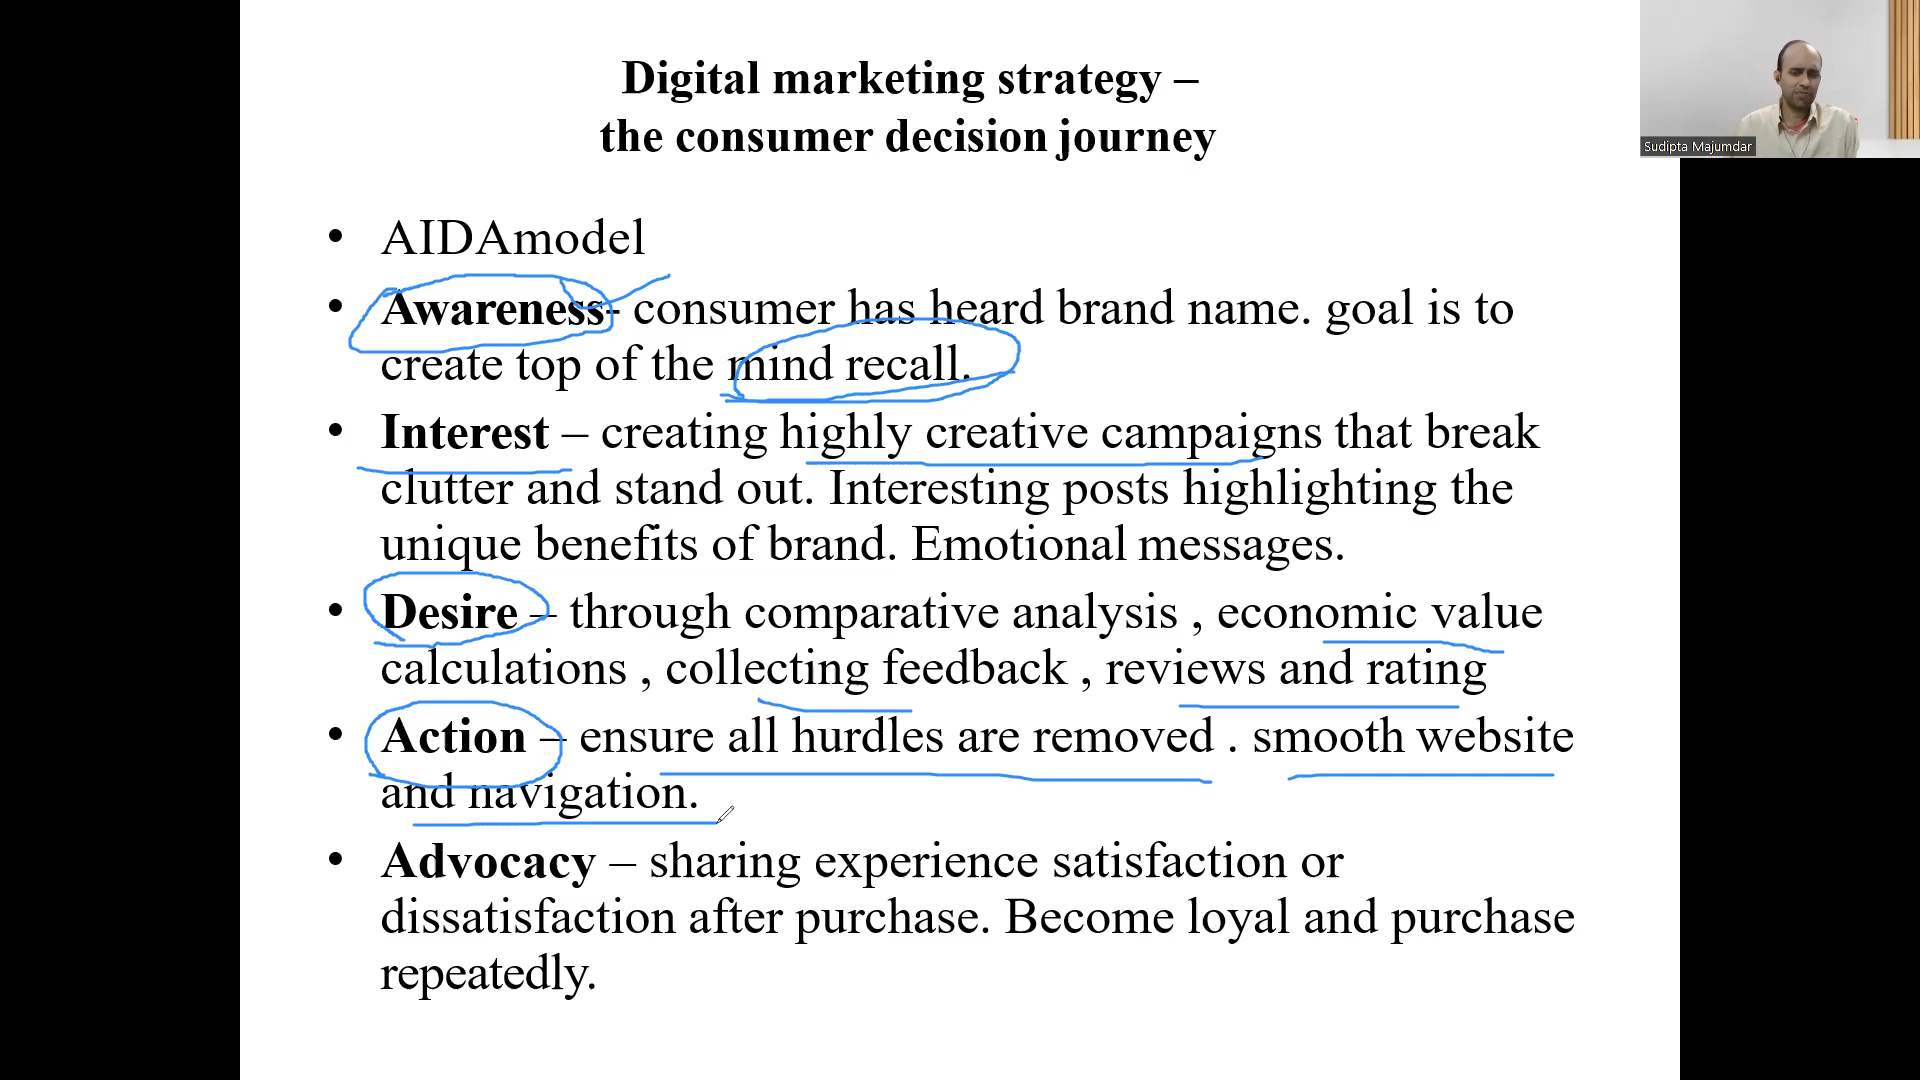 Digital marketing strategy –
the consumer decision journey
Sudipta Majumdar
• AIDAmodel
• Awareness- consumer has heard brand name. goal is to
create top of the mind recall.
• Interest – creating highly creative campaigns that break
clutter and stand out. Interesting posts highlighting the
unique benefits of brand. Emotional messages.
• Desire – through comparative analysis , economic value
calculations , collecting feedback , reviews and rating
• Action – ensure all hurdles are removed . smooth website
and navigation.
• Advocacy – sharing experience satisfaction or
dissatisfaction after purchase. Become loyal and purchase
repeatedly.